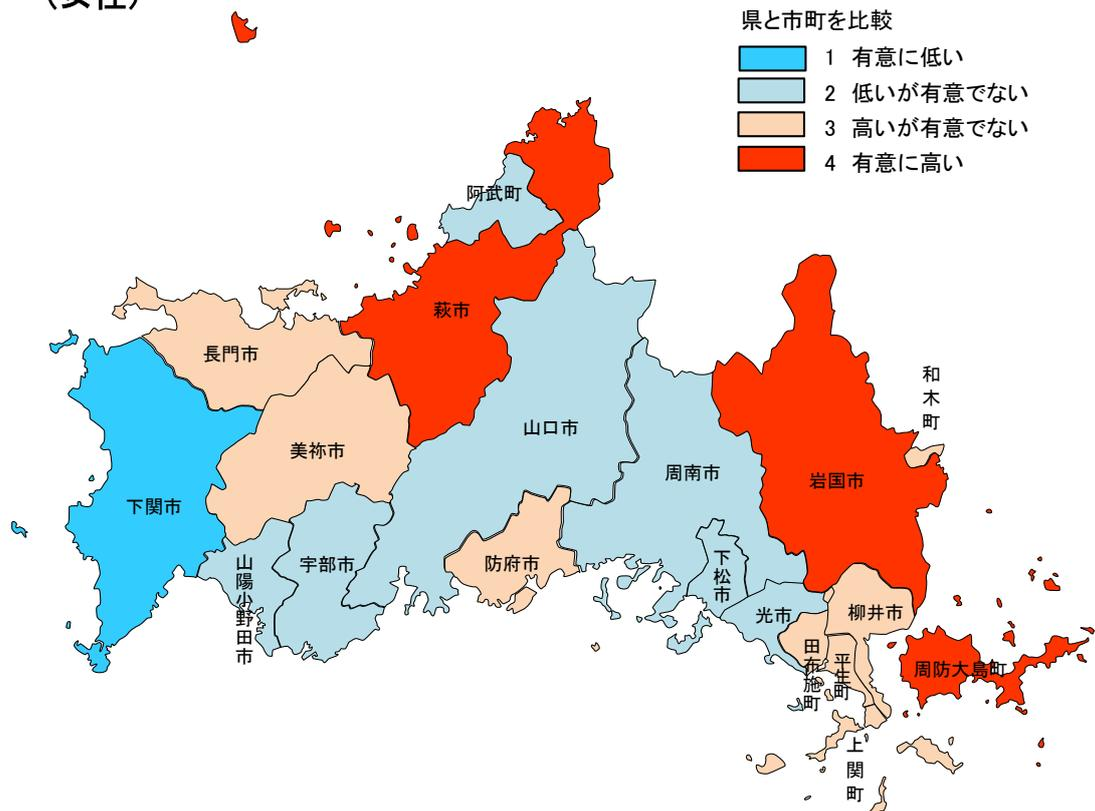 （女性）
県と市町を比較
1 有意に低い
2 低いが有意でない
3 高いが有意でない
4 有意に高い
阿武町
萩市
長門市
和木町
山口市
美祢市
周南市
岩国市
下関市
山陽小野田市
宇部市
防府市
下松市
光市
柳井市
田布施町
平生町
周防大島町
上関町